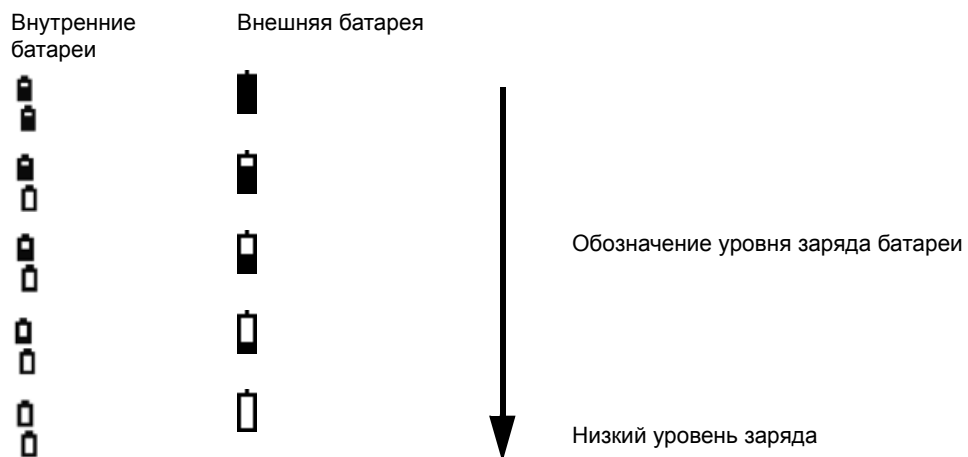 Внутренние
батареи
Внешняя батарея
Обозначение уровня заряда батареи
Низкий уровень заряда